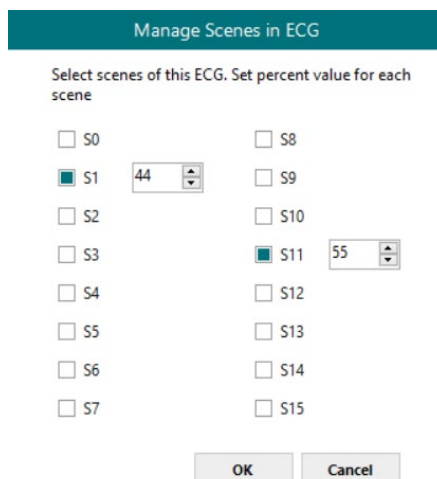 Manage Scenes in ECG
Select scenes of this ECG. Set percent value for each
scene
S0
S1 44
S2
S3
S4
S5
S6
S7
S8
S9
S10
S11 55
S12
S13
S14
S15
OK Cancel